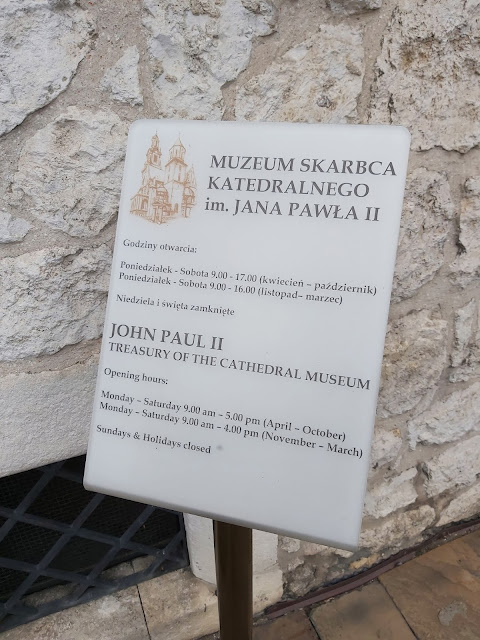 MUZEUM SKARBCA
KATEDRALNEGO
im. JANA PAWŁA II
Godziny otwarcia:
Poniedziałek - Sobota 9.00 - 17.00 (kwiecień – październik)
Poniedziałek - Sobota 9.00 - 16.00 (listopad– marzec)
Niedziela i święta zamknięte
JOHN PAUL II
TREASURY OF THE CATHEDRAL MUSEUM
Opening hours:
Monday – Saturday 9.00 am – 5.00 pm (April – October)
Monday – Saturday 9.00 am – 4.00 pm (November – March)
Sundays & Holidays closed